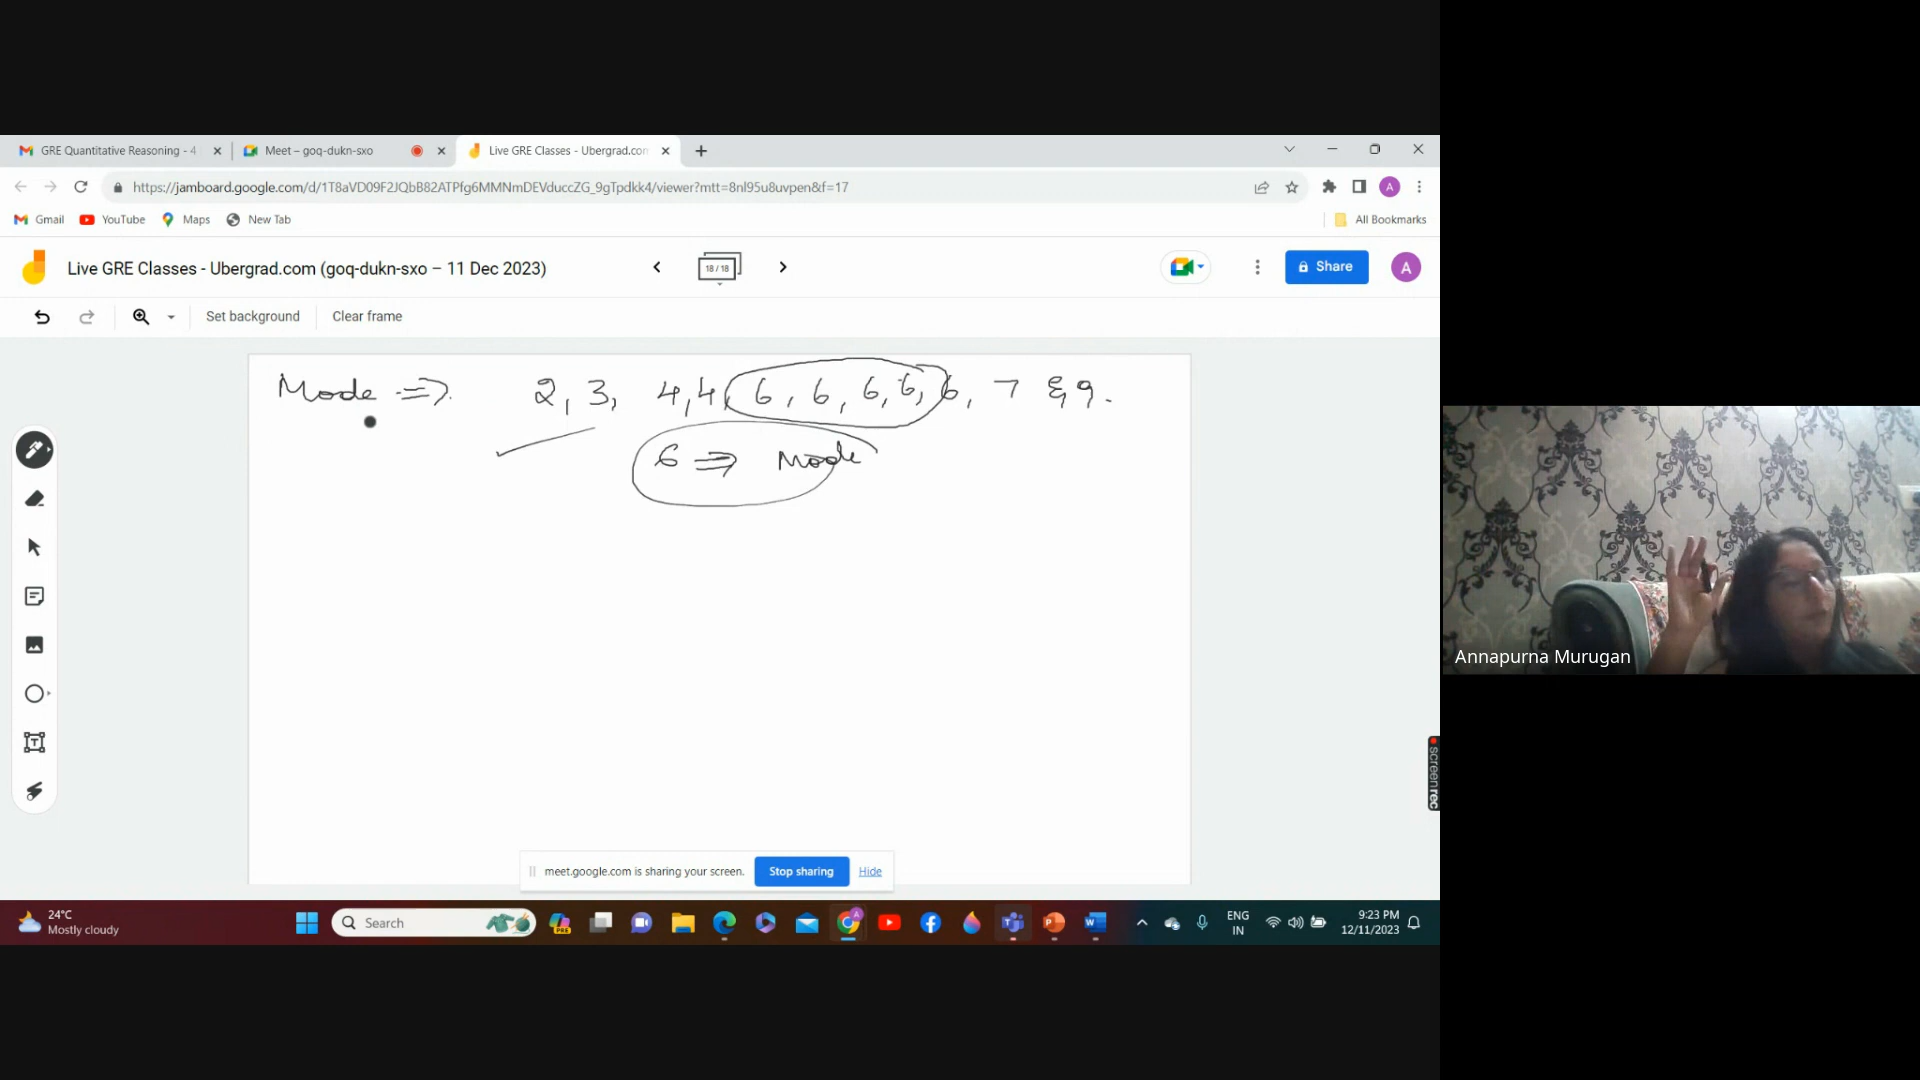 GRE Quantitative Reasoning - 4
Meet – goq-dukn-sxo
Live GRE Classes - Ubergrad.con
https://jamboard.google.com/d/1T8aVD09F2JQbB82ATPfg6MMNmDEVduccZG_9gTpdkk4/viewer?mtt=8nl95u8uvpen&f=17
A
Gmail YouTube Maps New Tab All Bookmarks
Live GRE Classes - Ubergrad.com (goq-dukn-sxo – 11 Dec 2023)
18 / 18
Share
A
Set background Clear frame
Mode => 2, 3, 4, 4, 6, 6, 6, 6, 6, 7 & 9.
6 => Mode
Annapurna Murugan
screenrec
meet.google.com is sharing your screen. Stop sharing Hide
24°C
Mostly cloudy
Search
PRE
ENG
IN
9:23 PM
12/11/2023